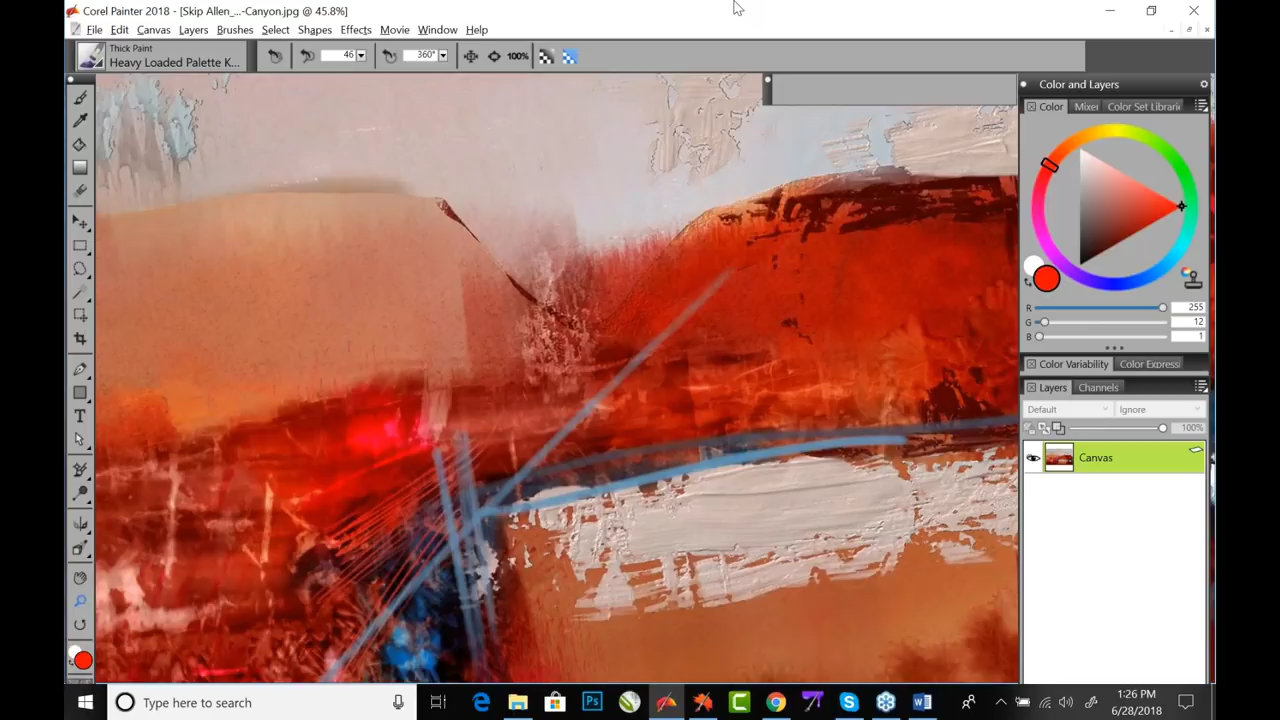 Corel Painter 2018 - [Skip Allen_...-Canyon.jpg @ 45.8%]
File Edit Canvas Layers Brushes Select Shapes Effects Movie Window Help
Thick Paint
Heavy Loaded Palette K...
46 360° 100%
Color and Layers
Color Mixer Color Set Librari
R 255
G 12
B 1
Color Variability Color Express
Layers Channels
Default Ignore
100%
Canvas
Type here to search
1:26 PM
6/28/2018